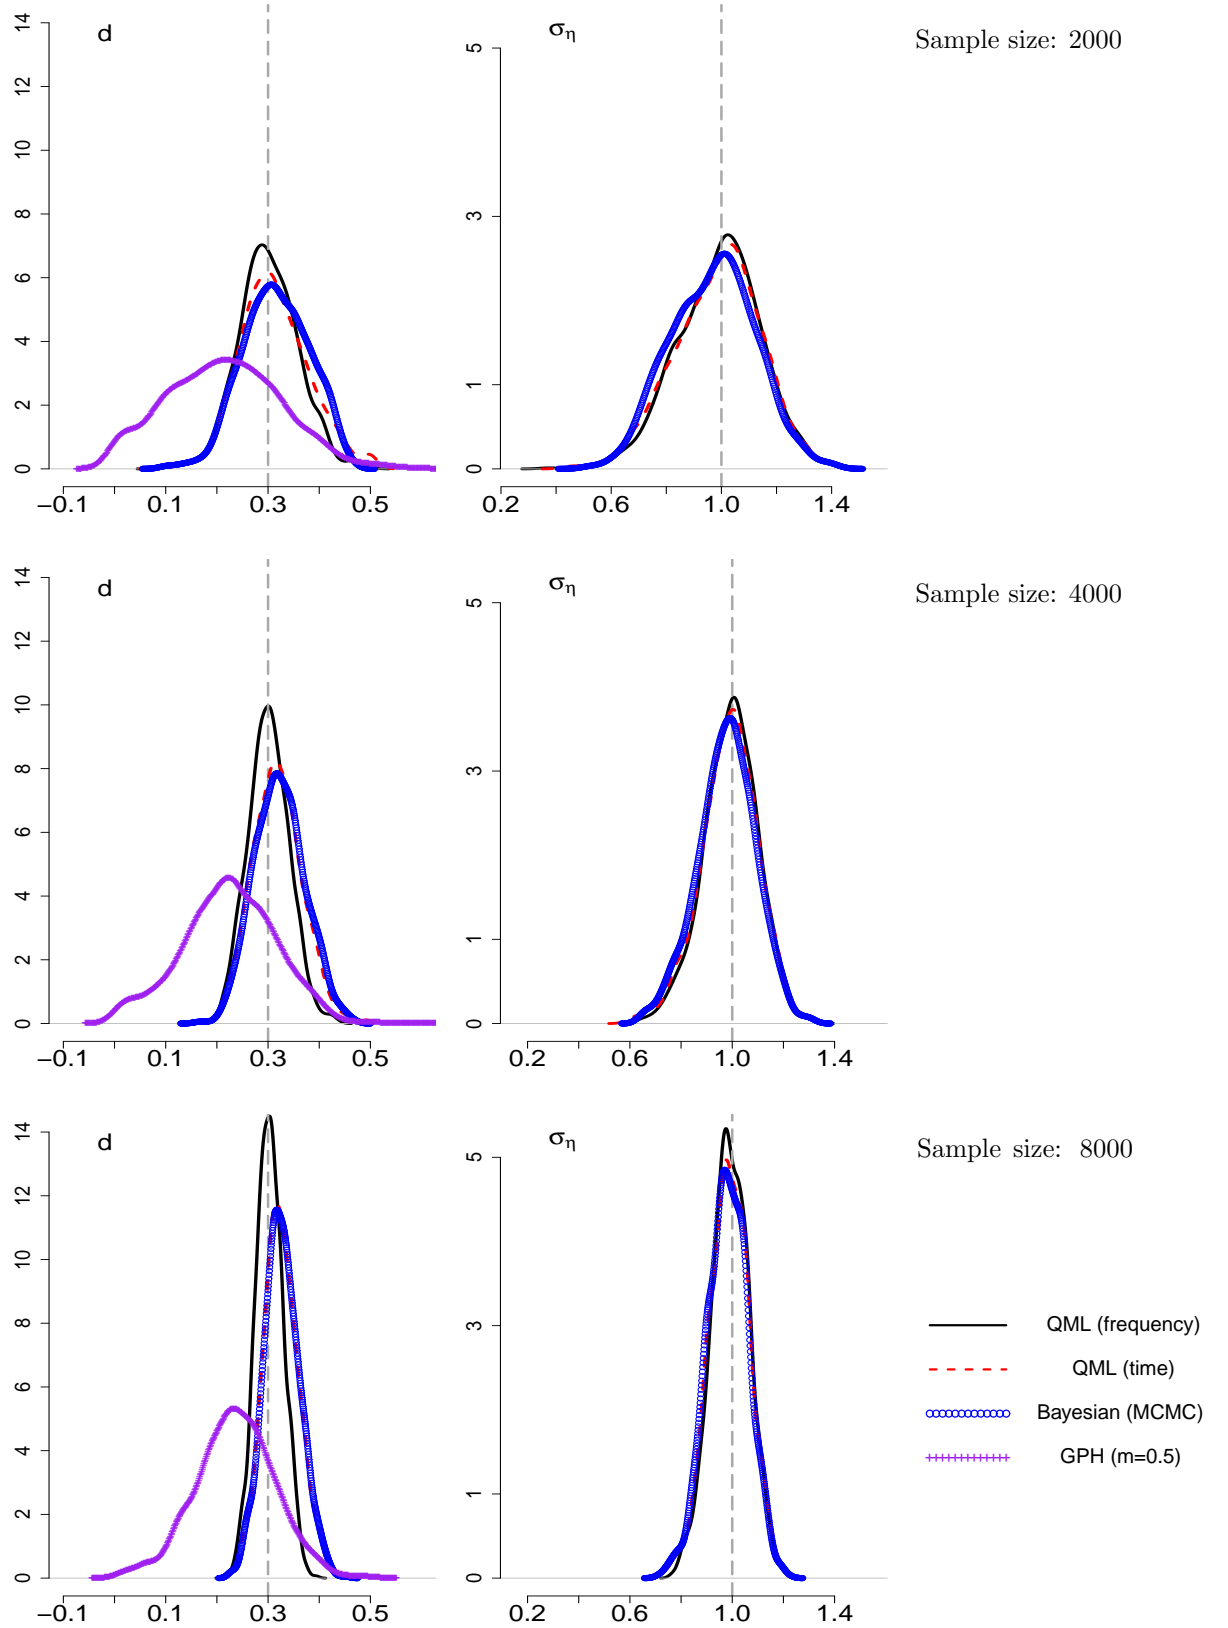 d
σ_η
Sample size: 2000
14
12
10
8
6
4
2
0
−0.1 0.1 0.3 0.5
5
3
1
0
0.2 0.6 1.0 1.4
d
σ_η
Sample size: 4000
14
12
10
8
6
4
2
0
−0.1 0.1 0.3 0.5
5
3
1
0
0.2 0.6 1.0 1.4
d
σ_η
Sample size: 8000
14
12
10
8
6
4
2
0
−0.1 0.1 0.3 0.5
5
3
1
0
0.2 0.6 1.0 1.4
QML (frequency)
QML (time)
Bayesian (MCMC)
GPH (m=0.5)